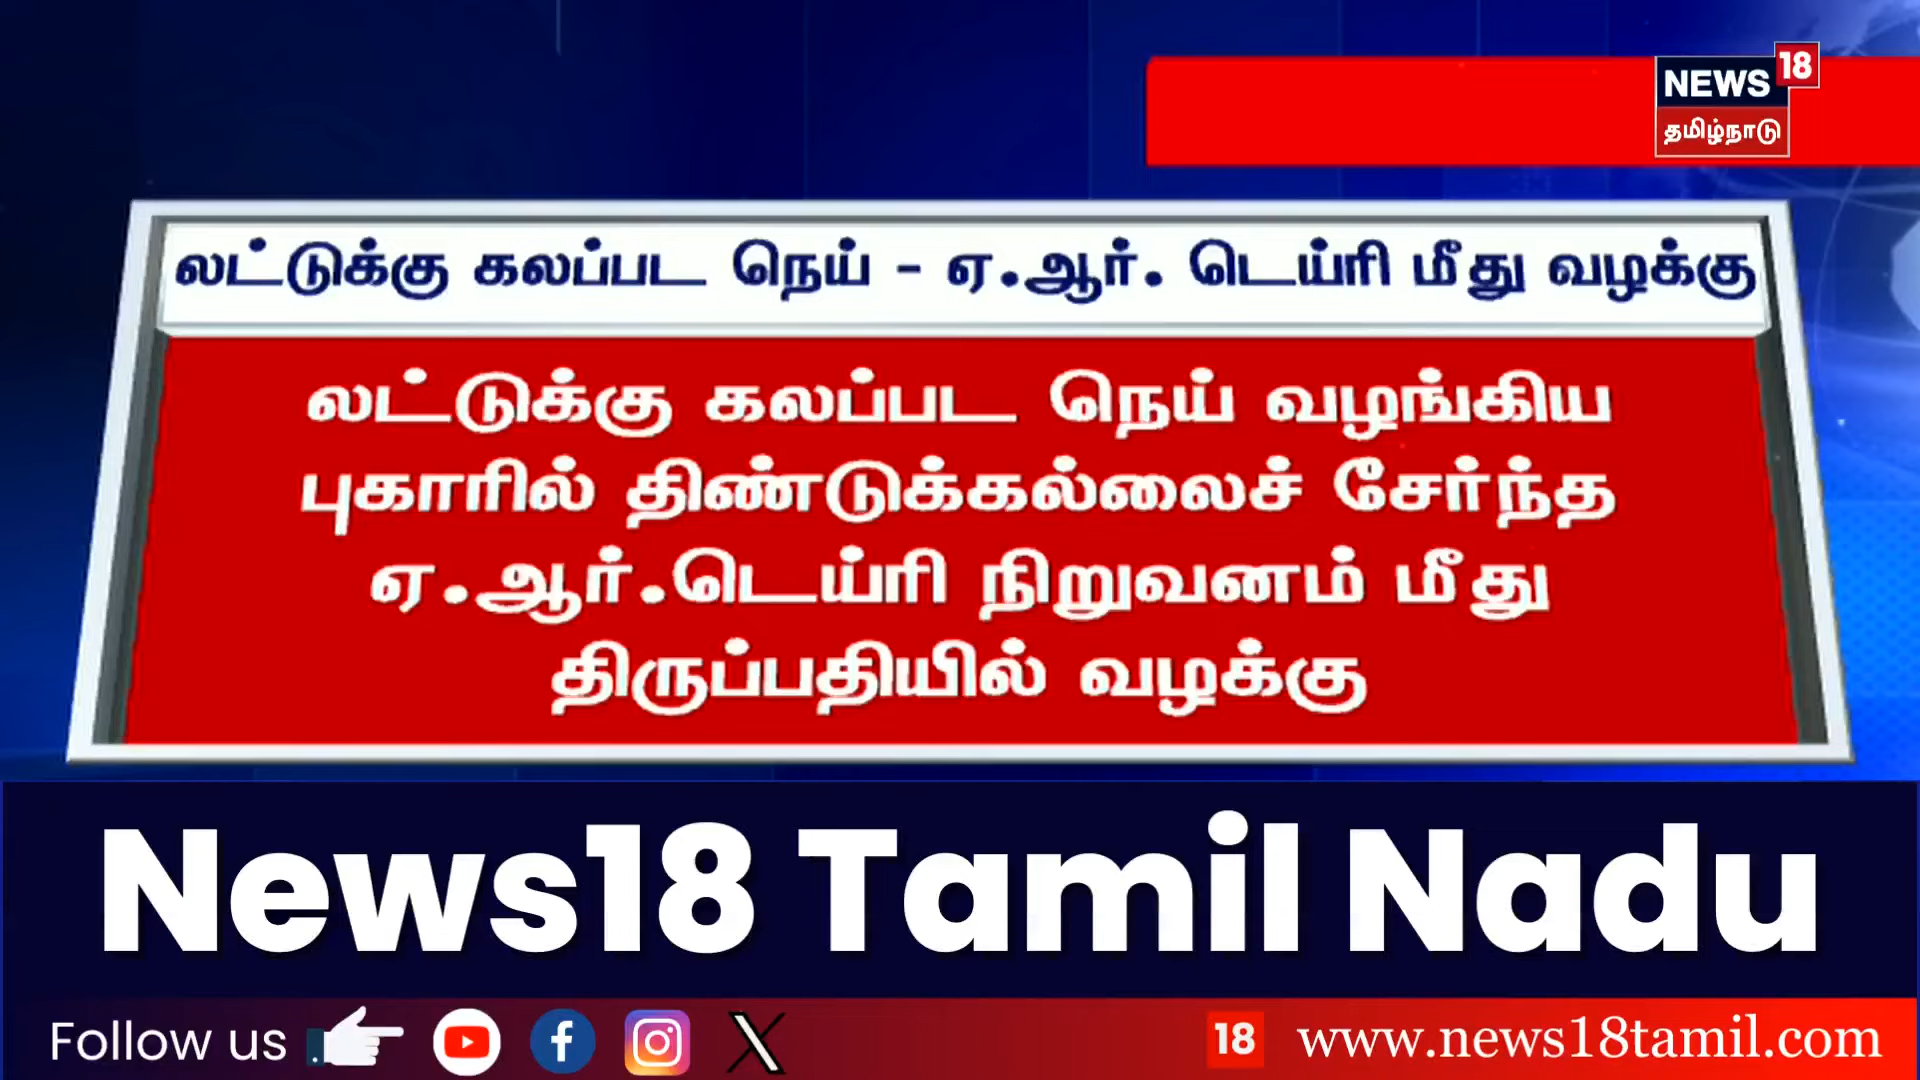 NEWS 18
தமிழ்நாடு
லட்டுக்கு கலப்பட நெய் - ஏ.ஆர். டெய்ரி மீது வழக்கு
லட்டுக்கு கலப்பட நெய் வழங்கிய
புகாரில் திண்டுக்கல்லைச் சேர்ந்த
ஏ.ஆர்.டெய்ரி நிறுவனம் மீது
திருப்பதியில் வழக்கு
News18 Tamil Nadu
Follow us
18 www.news18tamil.com